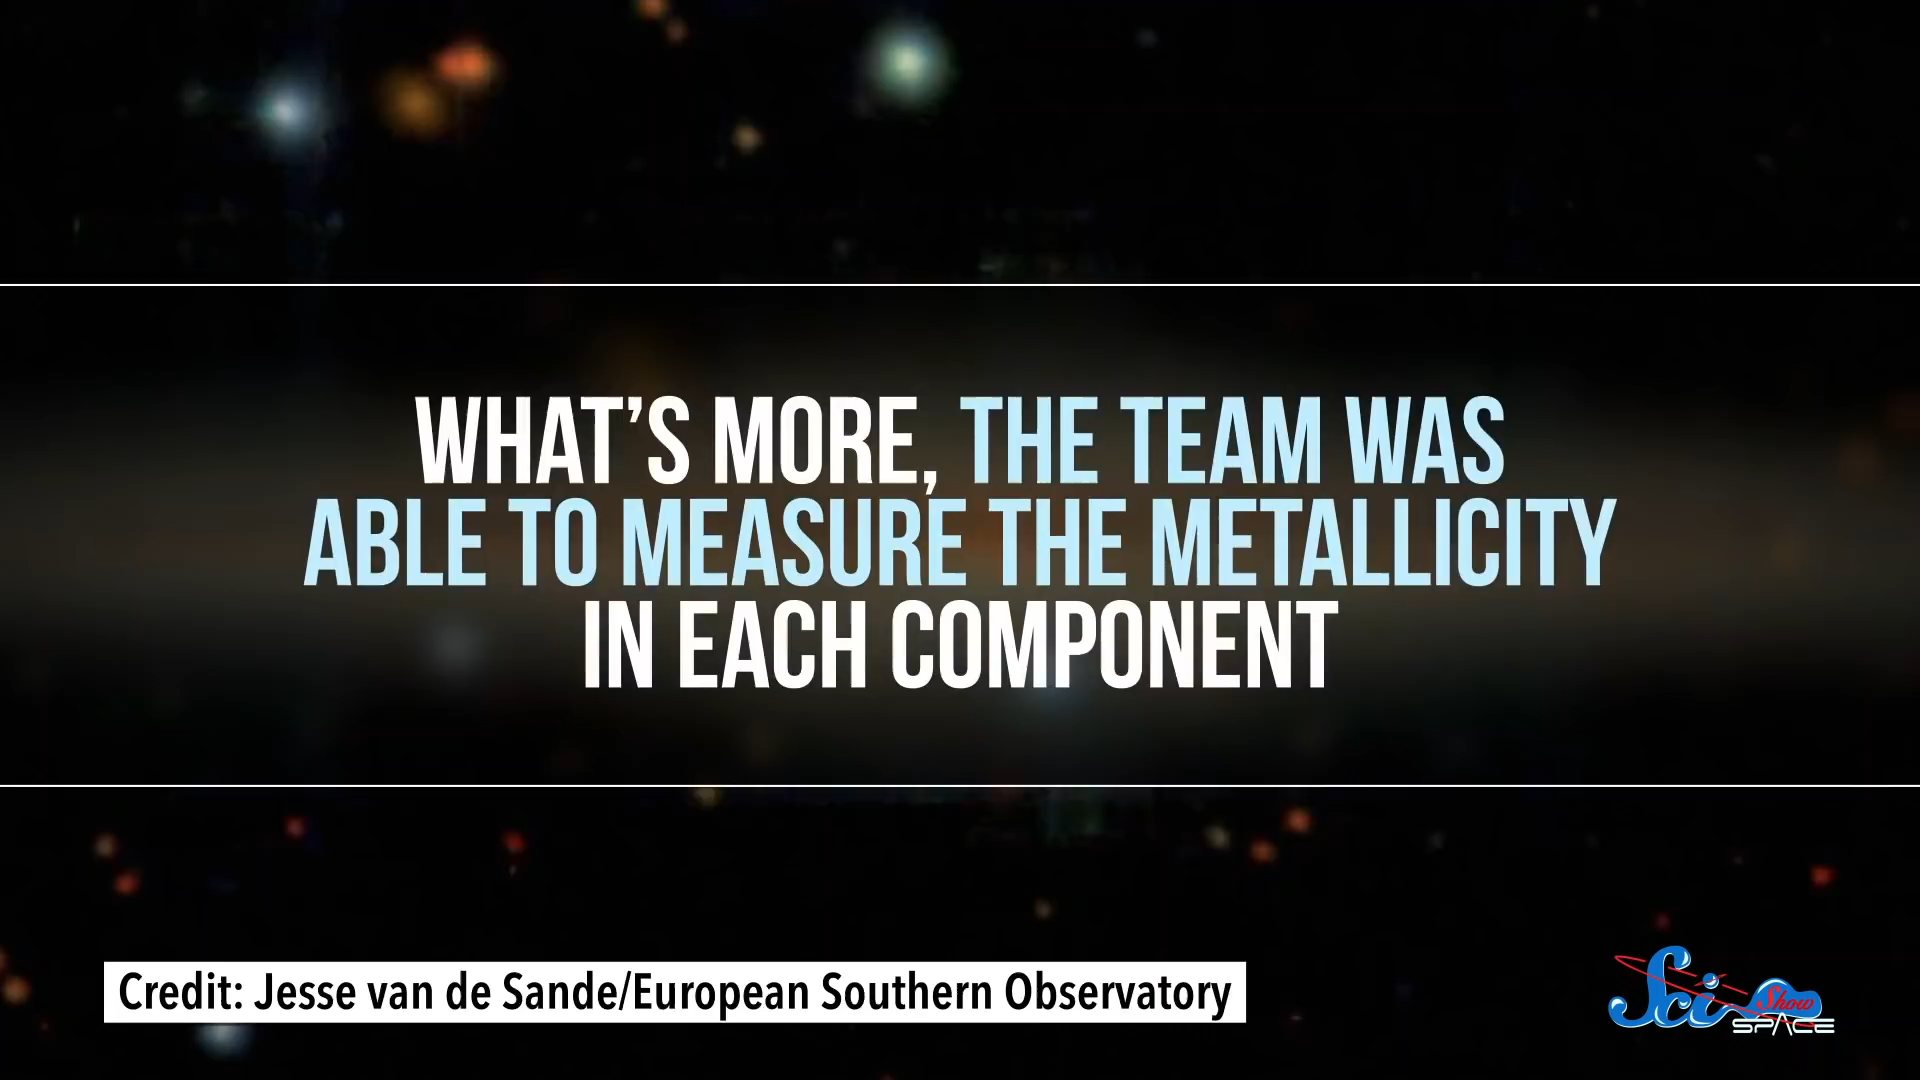 WHAT'S MORE, THE TEAM WAS
ABLE TO MEASURE THE METALLICITY
IN EACH COMPONENT
Credit: Jesse van de Sande/European Southern Observatory
Sci Show
SPACE